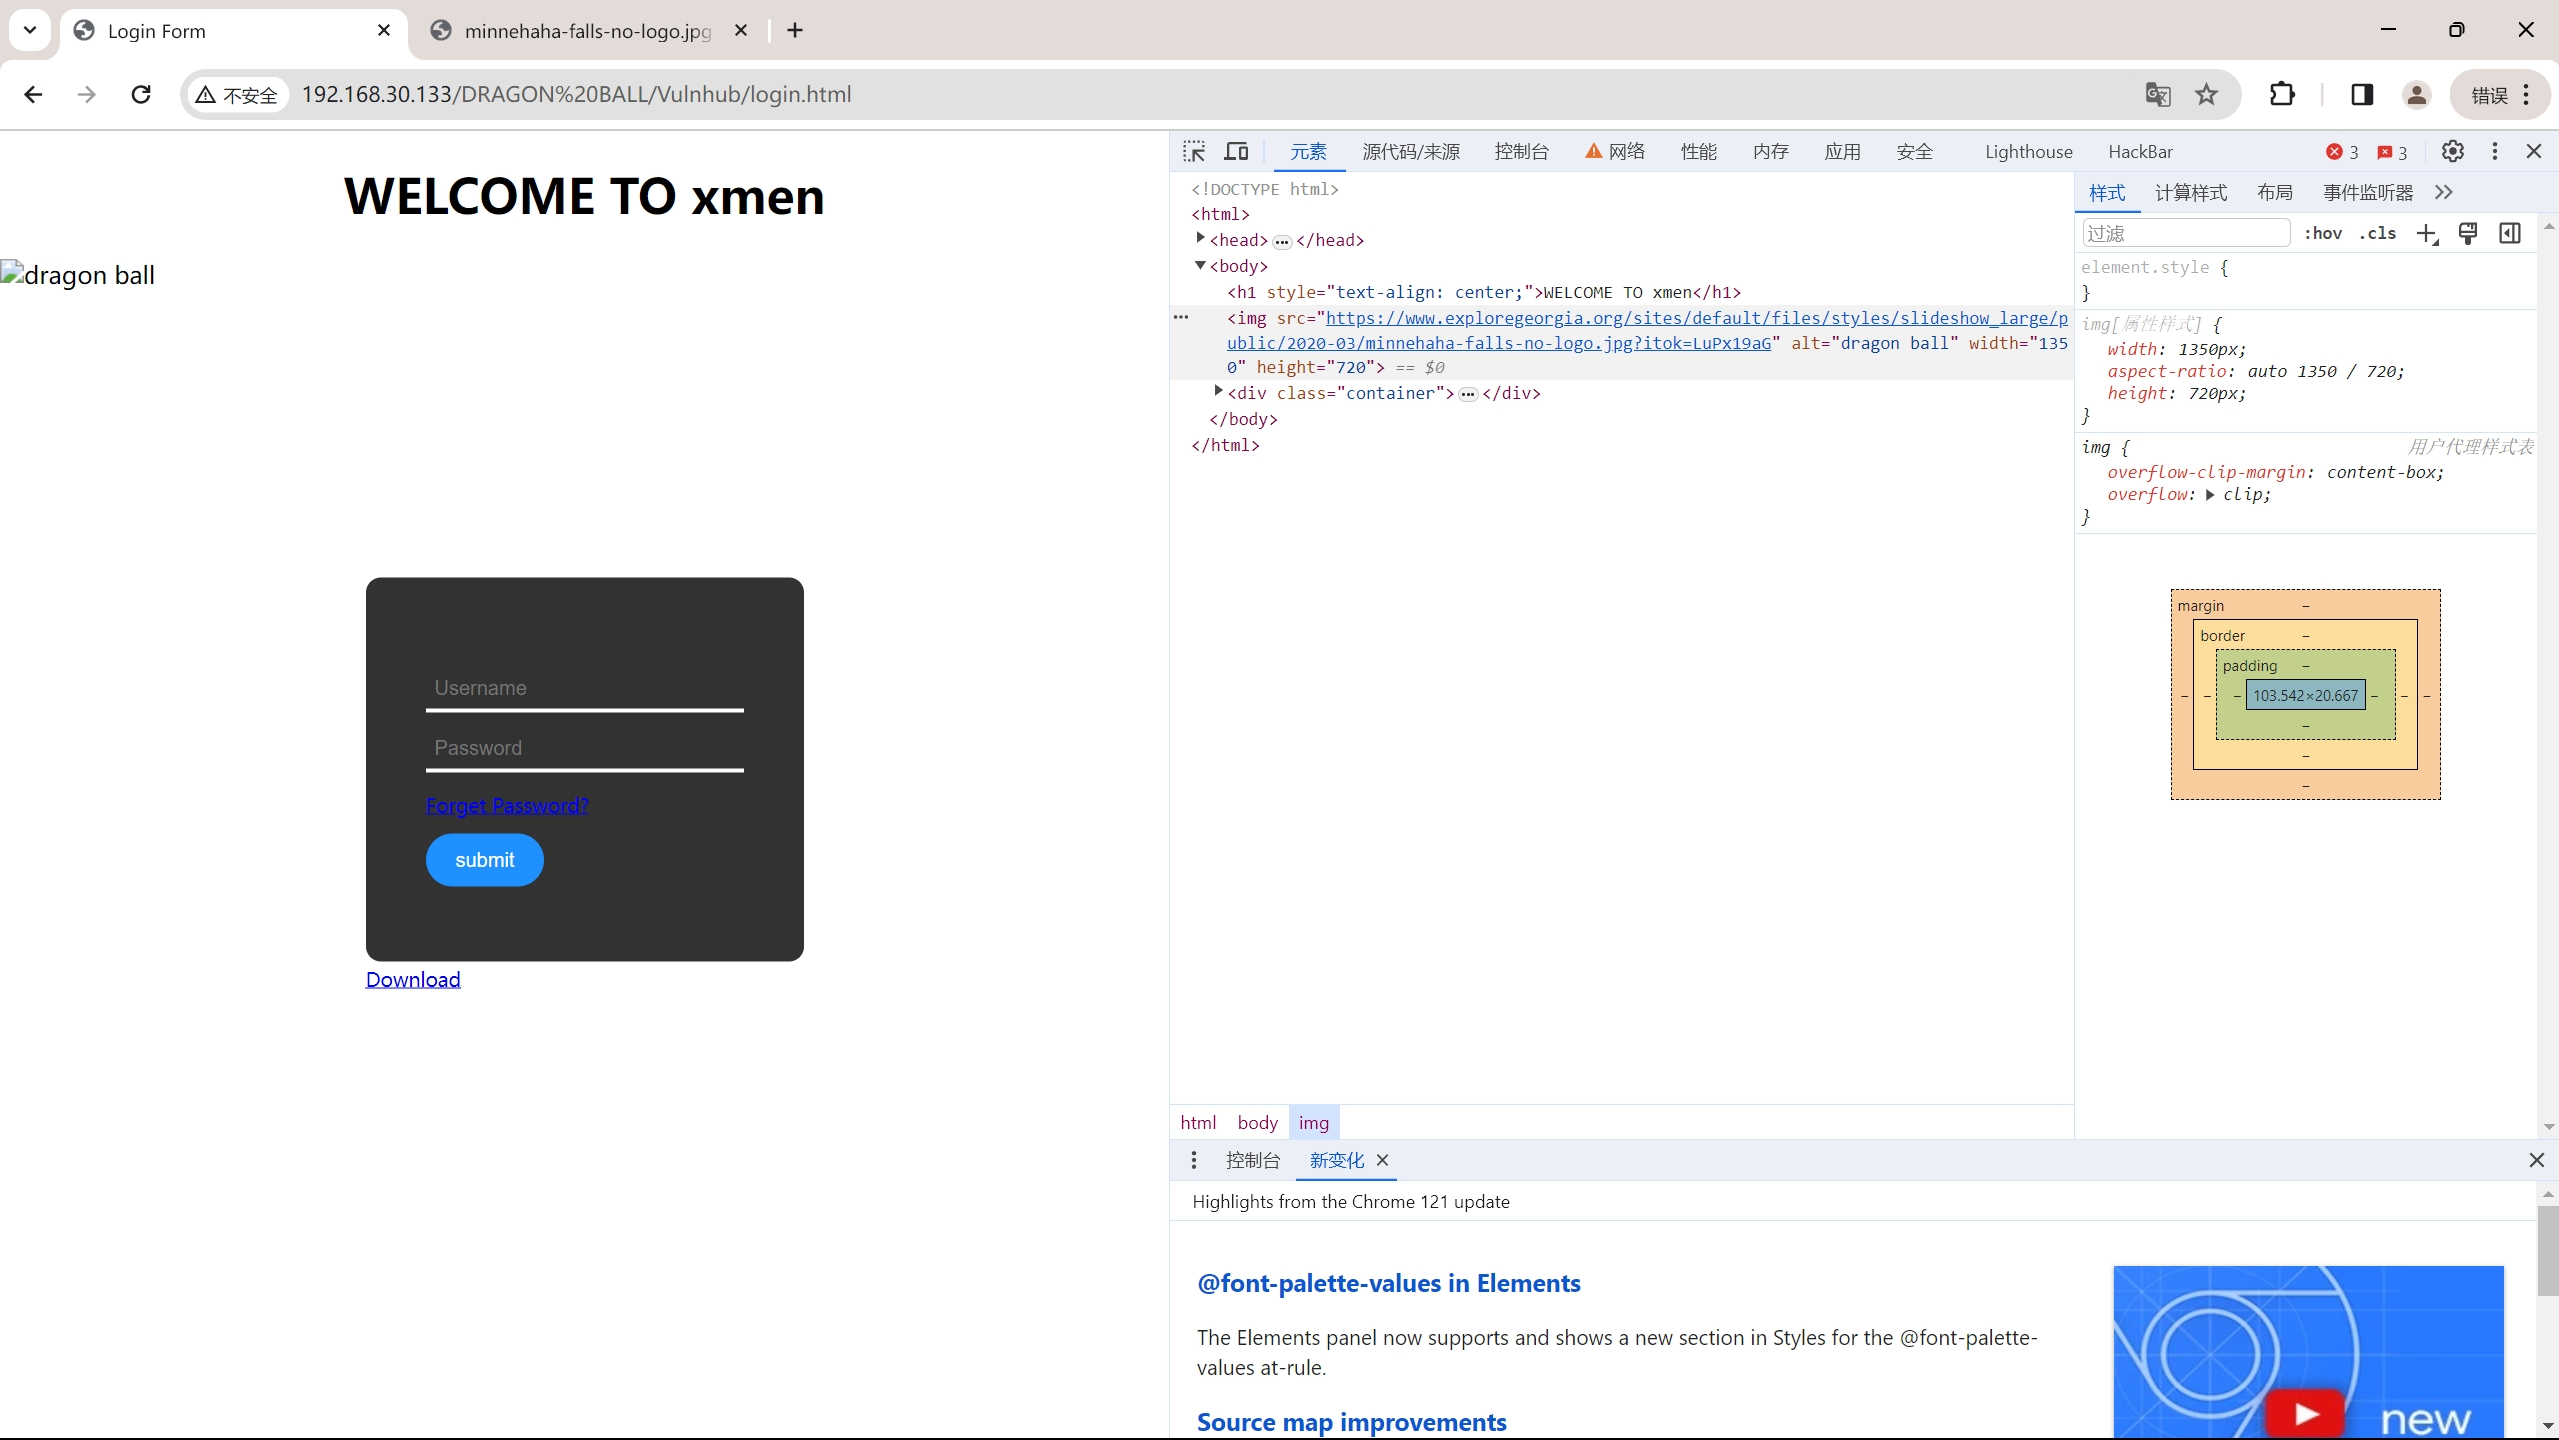 Login Form
minnehaha-falls-no-logo.jpg
不安全
192.168.30.133/DRAGON%20BALL/Vulnhub/login.html
错误
WELCOME TO xmen
dragon ball
Username
Password
Forget Password?
submit
Download
元素 源代码/来源 控制台 网络 性能 内存 应用 安全 Lighthouse HackBar 3 3
<!DOCTYPE html>
<html>
<head> ••• </head>
<body>
<h1 style="text-align: center;">WELCOME TO xmen</h1>
••• <img src="https://www.exploregeorgia.org/sites/default/files/styles/slideshow_large/p
ublic/2020-03/minnehaha-falls-no-logo.jpg?itok=LuPx19aG" alt="dragon ball" width="135
0" height="720"> == $0
<div class="container"> ••• </div>
</body>
</html>
html body img
样式 计算样式 布局 事件监听器
过滤 :hov .cls
element.style {
}
img[属性样式] {
width: 1350px;
aspect-ratio: auto 1350 / 720;
height: 720px;
}
img { 用户代理样式表
overflow-clip-margin: content-box;
overflow: clip;
}
margin –
border –
padding –
– – – 103.542×20.667 – – –
–
–
–
控制台 新变化
Highlights from the Chrome 121 update
@font-palette-values in Elements
The Elements panel now supports and shows a new section in Styles for the @font-palette-
values at-rule.
Source map improvements
new